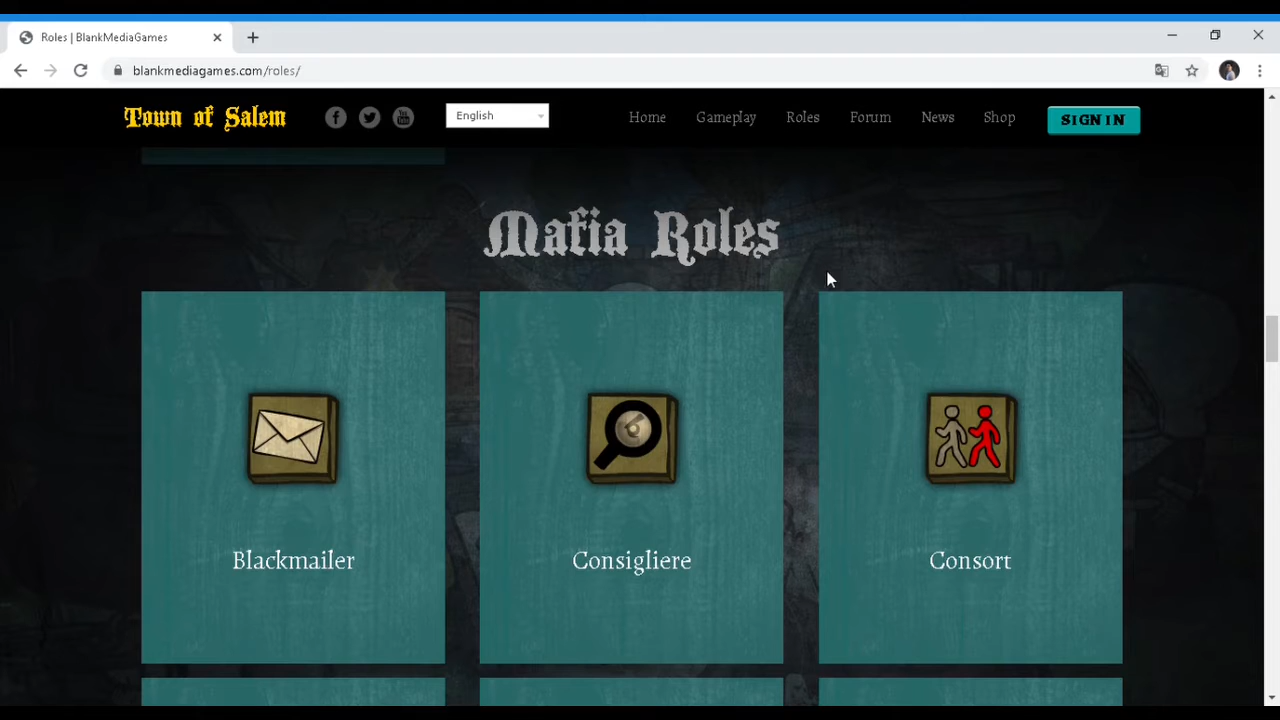 Roles | BlankMediaGames
blankmediagames.com/roles/
Town of Salem
English
Home
Gameplay
Roles
Forum
News
Shop
SIGN IN
Mafia Roles
Blackmailer
Consigliere
Consort